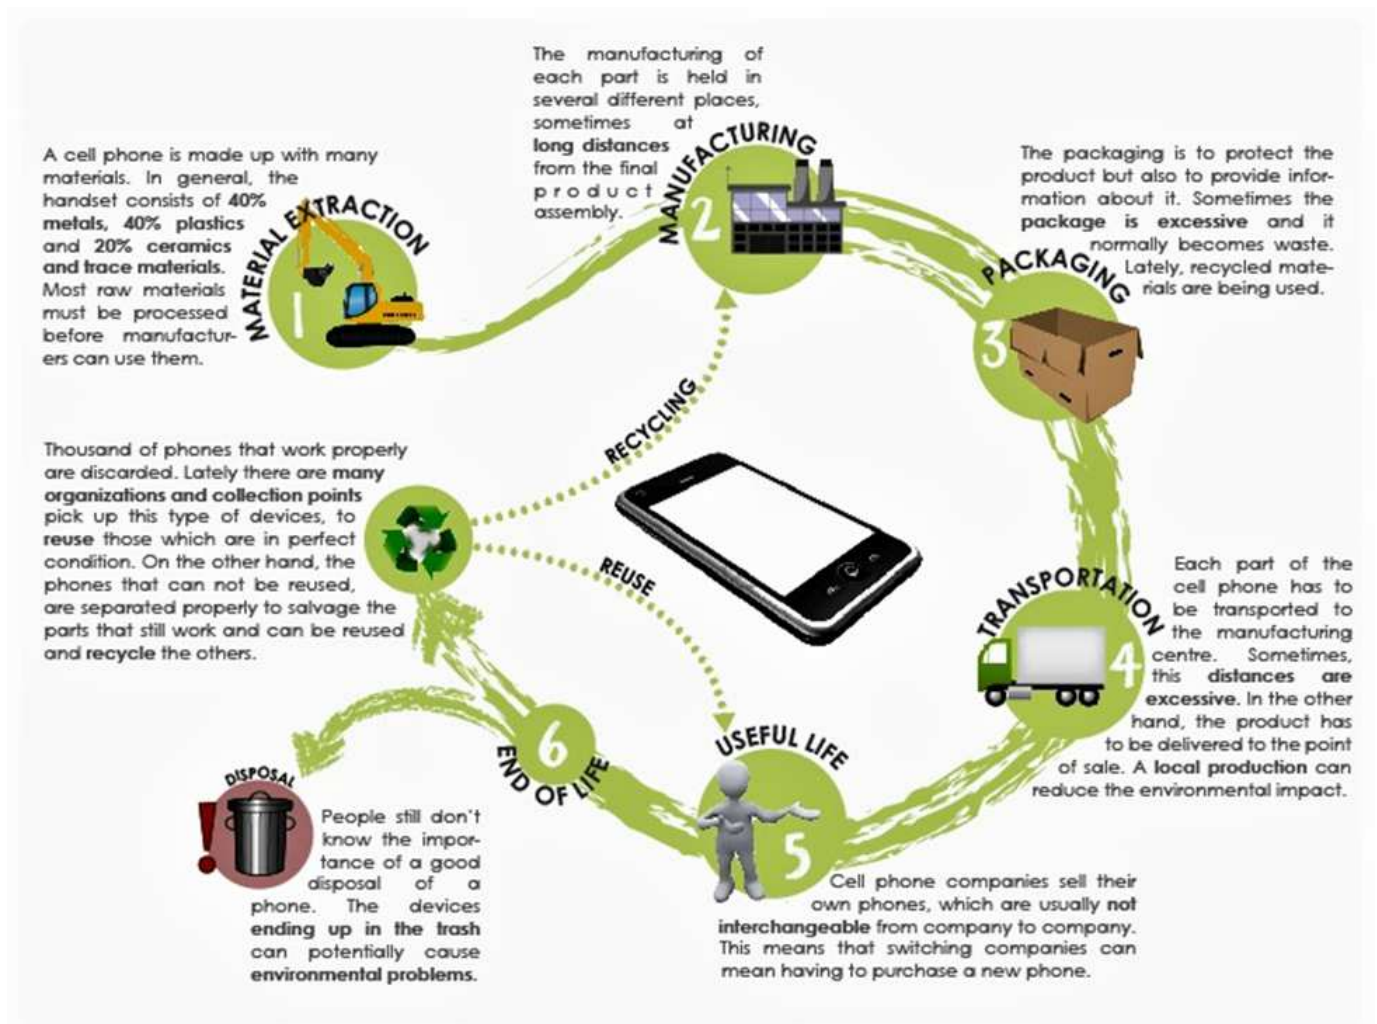 A cell phone is made up with many
materials. In general, the
handset consists of 40%
metals, 40% plastics
and 20% ceramics
and trace materials.
Most raw materials
must be processed
before manufactur-
ers can use them.
MATERIAL EXTRACTION
1
The manufacturing of
each part is held in
several different places,
sometimes at
long distances
from the final
product
assembly.
MANUFACTURING
2
The packaging is to protect the
product but also to provide infor-
mation about it. Sometimes the
package is excessive and it
normally becomes waste.
Lately, recycled mate-
rials are being used.
PACKAGING
3
Each part of the
cell phone has to
be transported to
the manufacturing
centre. Sometimes,
this distances are
excessive. In the other
hand, the product has
to be delivered to the point
of sale. A local production can
reduce the environmental impact.
TRANSPORTATION
4
USEFUL LIFE
5
Cell phone companies sell their
own phones, which are usually not
interchangeable from company to company.
This means that switching companies can
mean having to purchase a new phone.
6
END OF LIFE
DISPOSAL
!
People still don't
know the impor-
tance of a good
disposal of a
phone. The devices
ending up in the trash
can potentially cause
environmental problems.
Thousand of phones that work properly
are discarded. Lately there are many
organizations and collection points
pick up this type of devices, to
reuse those which are in perfect
condition. On the other hand, the
phones that can not be reused,
are separated properly to salvage the
parts that still work and can be reused
and recycle the others.
RECYCLING
REUSE